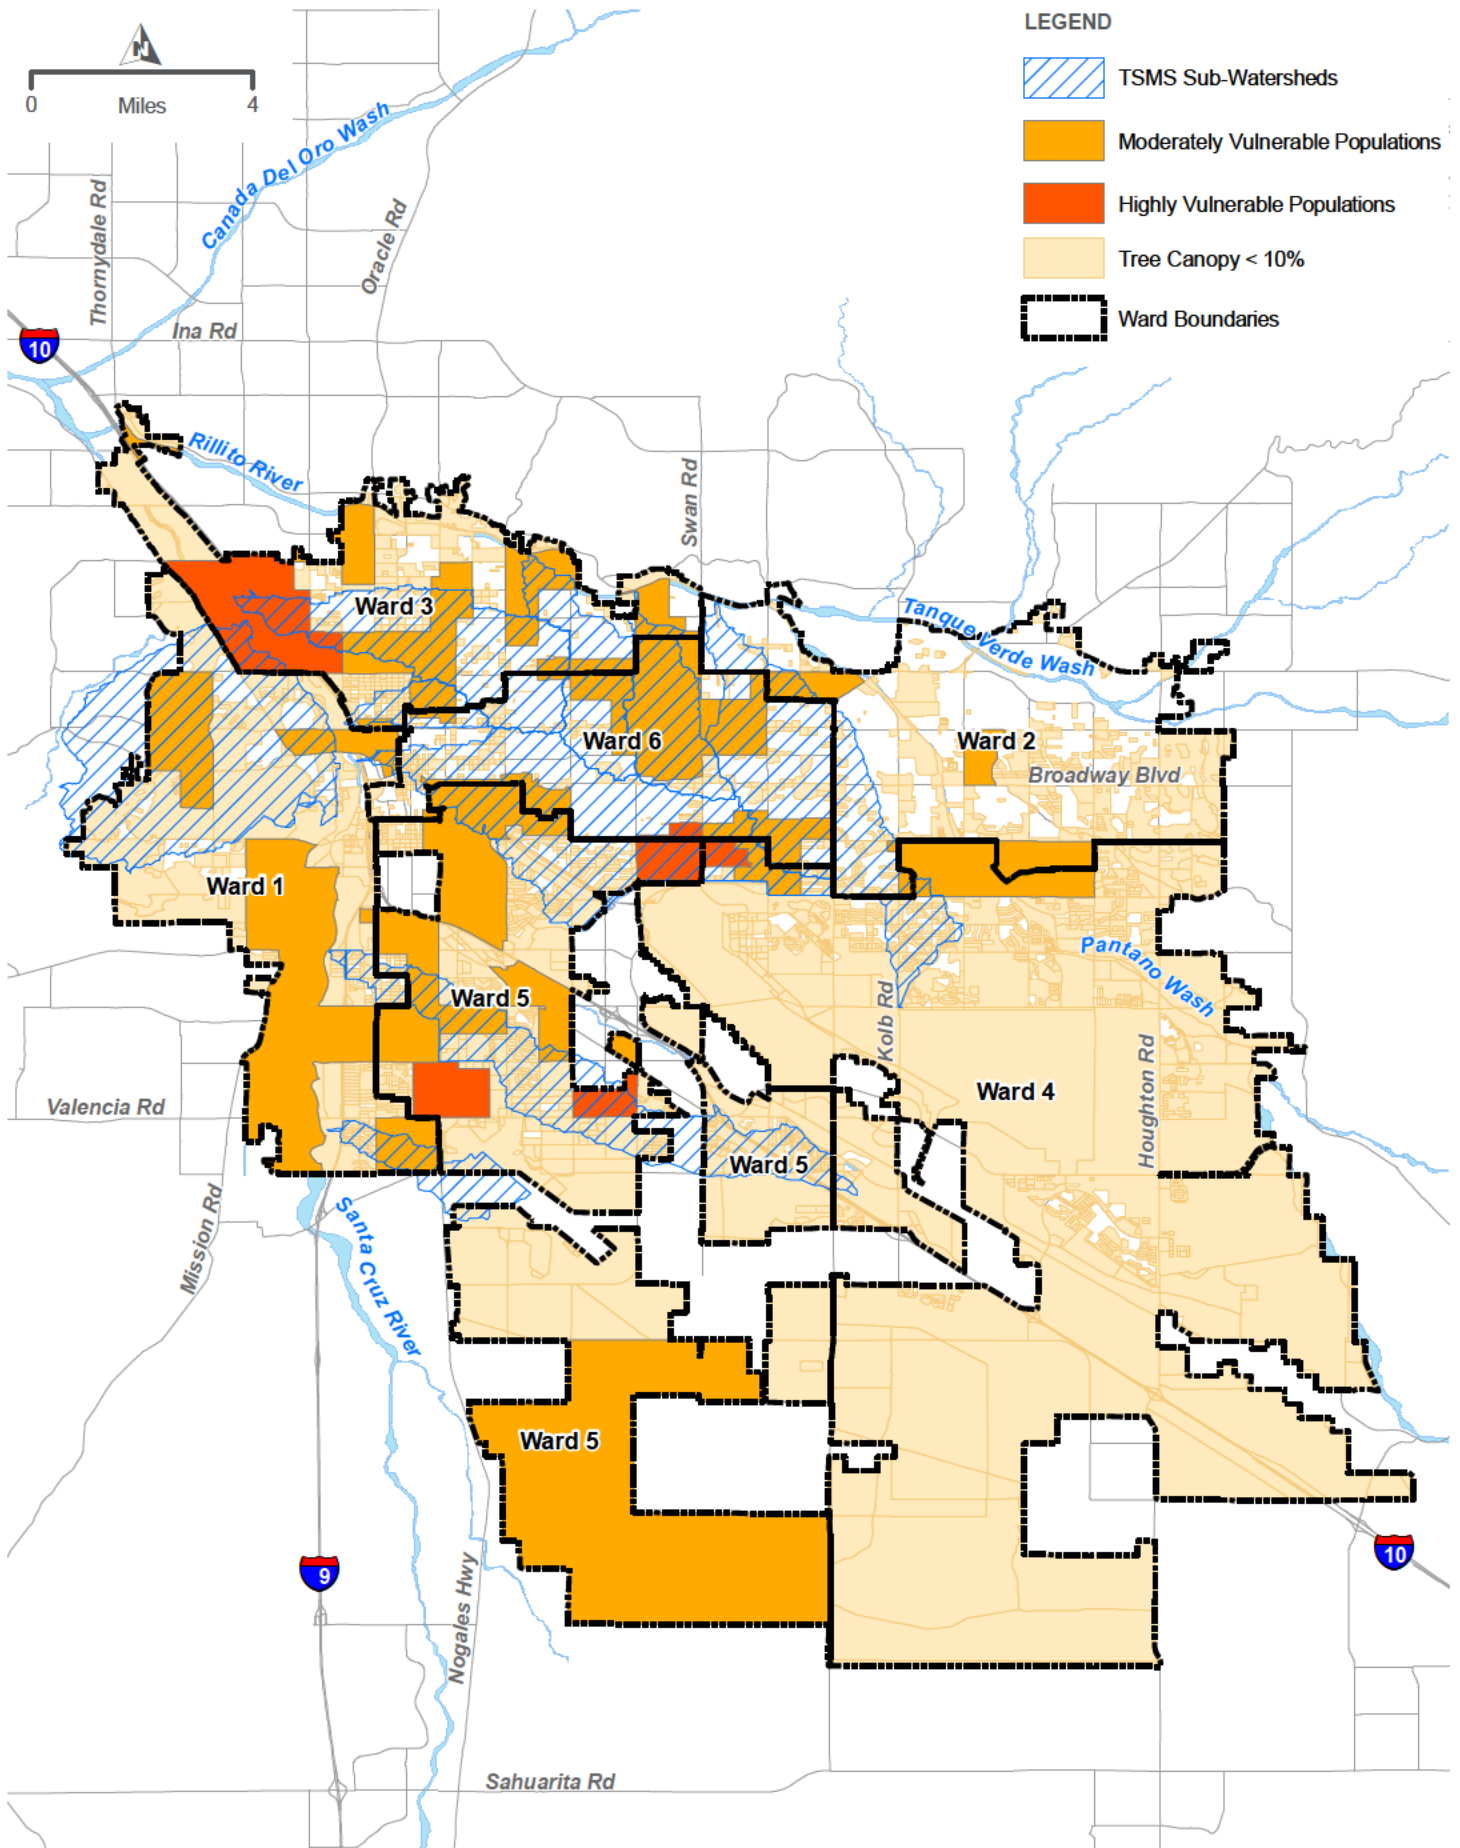 LEGEND
TSMS Sub-Watersheds
Moderately Vulnerable Populations
Highly Vulnerable Populations
Tree Canopy < 10%
Ward Boundaries
N
0 Miles 4
Canada Del Oro Wash
Thornydale Rd
Oracle Rd
Ina Rd
10
Rillito River
Swan Rd
Ward 3
Tanque Verde Wash
Ward 6
Ward 2
Broadway Blvd
Ward 1
Pantano Wash
Ward 5
Kolb Rd
Houghton Rd
Ward 4
Valencia Rd
Ward 5
Mission Rd
Santa Cruz River
Ward 5
10
9
Nogales Hwy
Sahuarita Rd